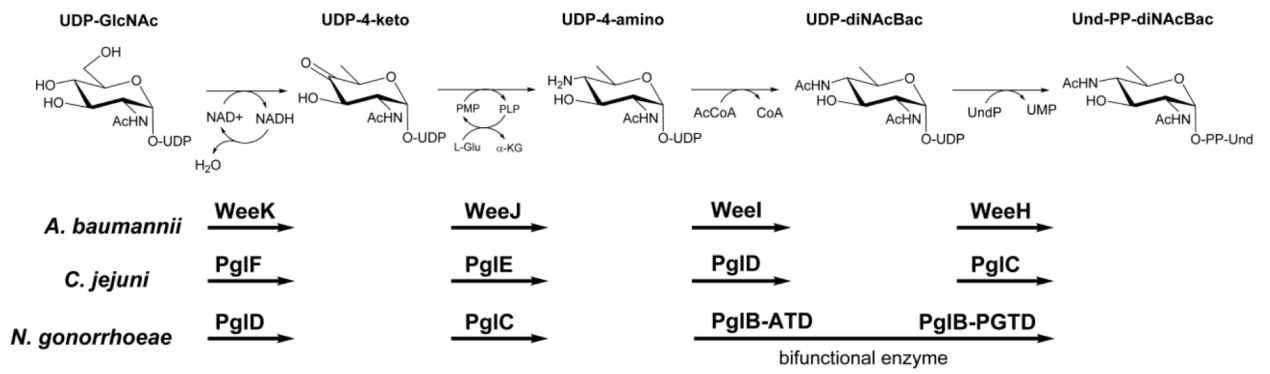 UDP-GlcNAc UDP-4-keto UDP-4-amino UDP-diNAcBac Und-PP-diNAcBac
OH
HO
HO
O
AcHN
O-UDP
NAD+ NADH
H₂O
O
O
HO
AcHN
O-UDP
PMP PLP
L-Glu α-KG
H₂N
HO
O
AcHN
O-UDP
AcCoA CoA
AcHN
HO
O
AcHN
O-UDP
UndP UMP
AcHN
HO
O
AcHN
O-PP-Und
A. baumannii WeeK WeeJ WeeI WeeH
C. jejuni PglF PglE PglD PglC
N. gonorrhoeae PglD PglC PglB-ATD PglB-PGTD
bifunctional enzyme